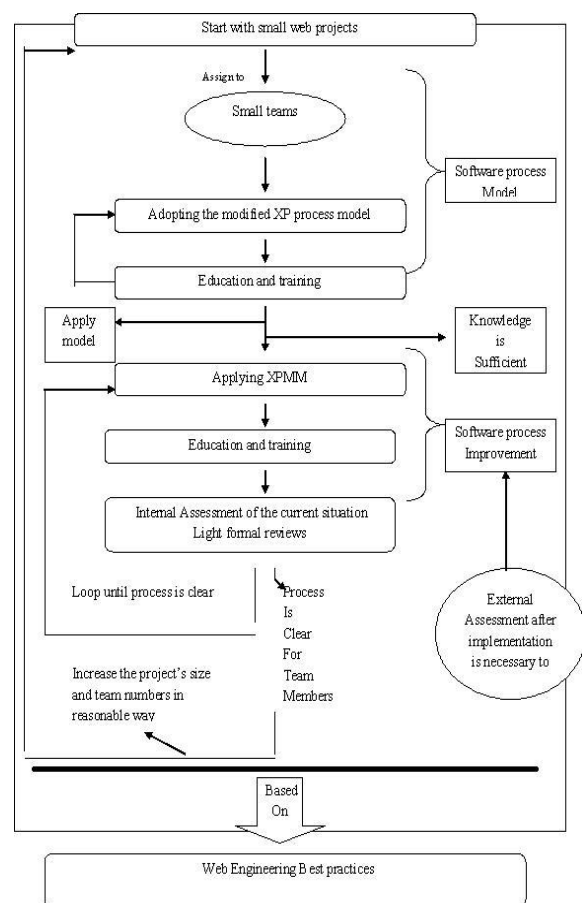 Start with small web projects
Assign to
Small teams
Software process
Model
Adopting the modified XP process model
Education and training
Apply
model
Knowledge
is
Sufficient
Applying XPMM
Education and training
Software process
Improvement
Internal Assessment of the current situation
Light formal reviews
Loop until process is clear
Process
Is
Clear
For
Team
Members
External
Assessment after
implementation
is necessary to
Increase the project's size
and team numbers in
reasonable way
Based
On
Web Engineering Best practices